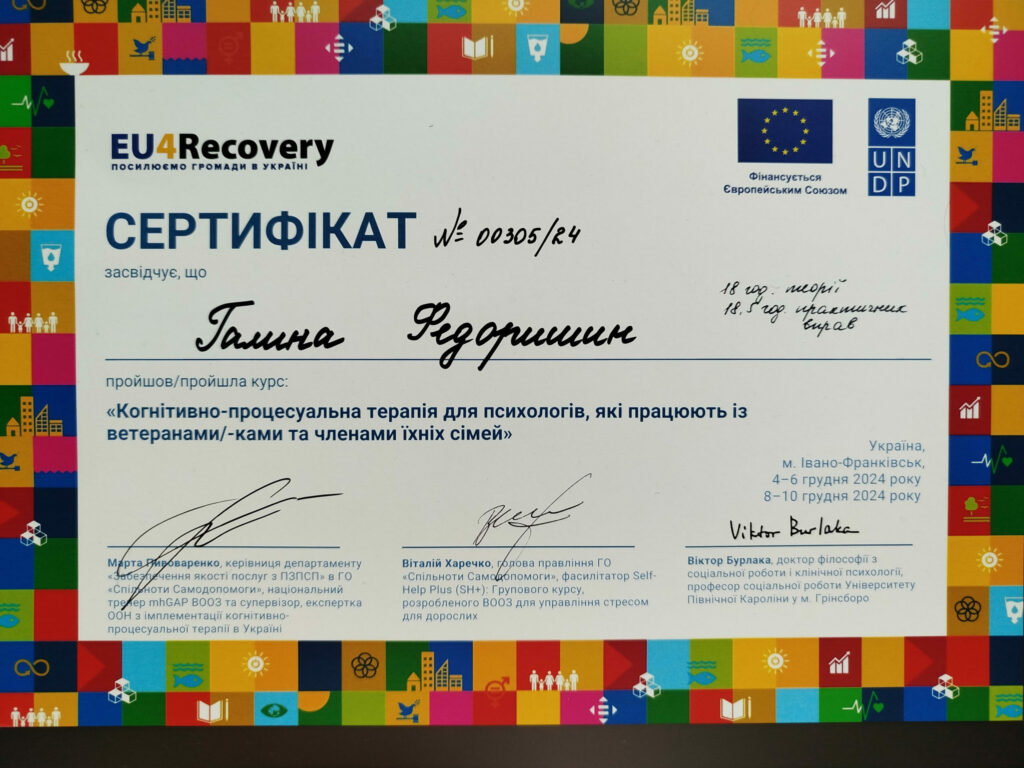 EU4Recovery
ПОСИЛЮЄМО ГРОМАДИ В УКРАЇНІ
Фінансується
Європейським Союзом
UN
DP
СЕРТИФІКАТ № 00305/24
засвідчує, що
18 год. теорії
18,5 год. практичних
вправ
Галина Федоришин
пройшов/пройшла курс:
«Когнітивно-процесуальна терапія для психологів, які працюють із
ветеранами/-ками та членами їхніх сімей»
Україна,
м. Івано-Франківськ,
4–6 грудня 2024 року
8–10 грудня 2024 року
Viktor Burlaka
Марта Пивоваренко, керівниця департаменту
«Забезпечення якості послуг з ПЗПСП» в ГО
«Спільноти Самодопомоги», національний
тренер mhGAP ВООЗ та супервізор, експертка
ООН з імплементації когнітивно-
процесуальної терапії в Україні
Віталій Харечко, голова правління ГО
«Спільноти Самодопомоги», фасилітатор Self-
Help Plus (SH+): Групового курсу,
розробленого ВООЗ для управління стресом
для дорослих
Віктор Бурлака, доктор філософії з
соціальної роботи і клінічної психології,
професор соціальної роботи Університету
Північної Кароліни у м. Грінсборо